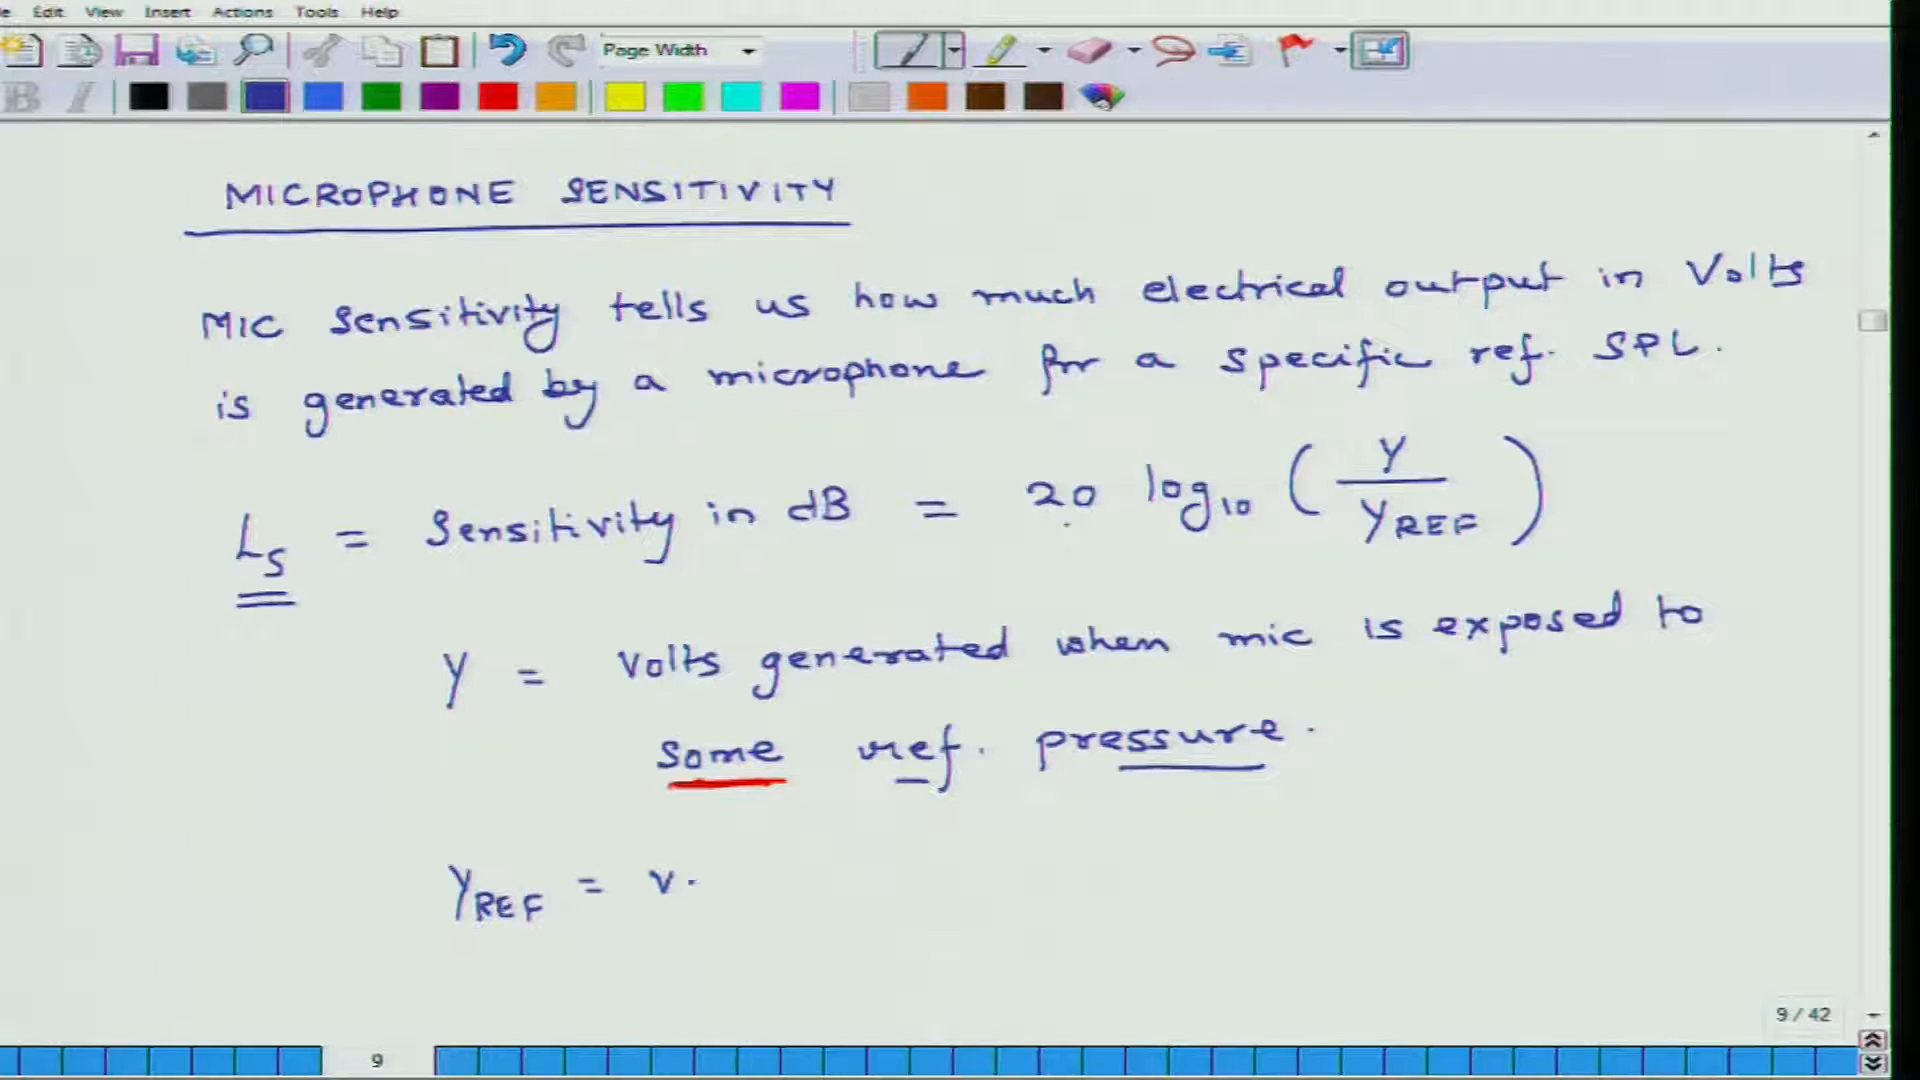 Edit View Insert Actions Tools Help
Page Width
B I
MICROPHONE SENSITIVITY
MIC sensitivity tells us how much electrical output in Volts
is generated by a microphone for a specific ref. SPL.
Ls = Sensitivity in dB = 20 log10 (Y / YREF)
Y = Volts generated when mic is exposed to
some ref. pressure.
YREF = v.
9 / 42
9